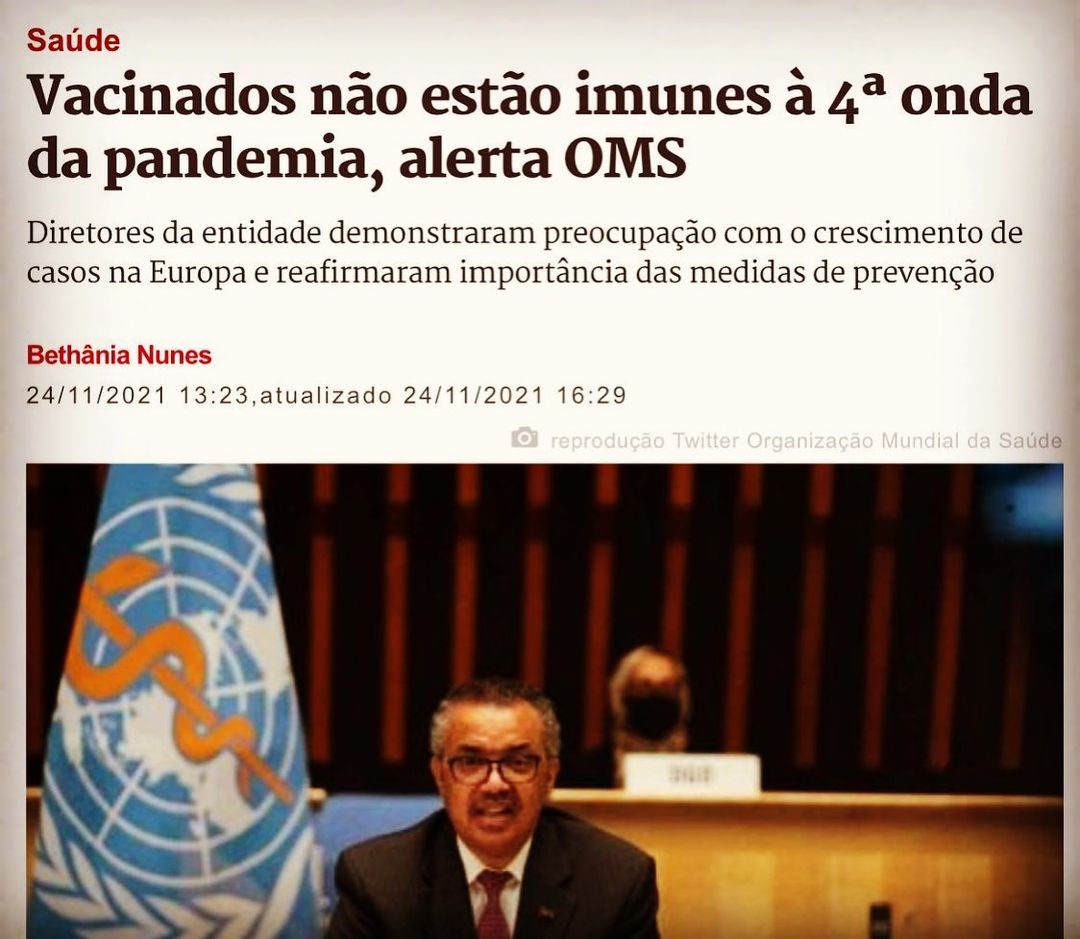 Saúde
Vacinados não estão imunes à 4ª onda
da pandemia, alerta OMS
Diretores da entidade demonstraram preocupação com o crescimento de
casos na Europa e reafirmaram importância das medidas de prevenção
Bethânia Nunes
24/11/2021 13:23,atualizado 24/11/2021 16:29
reprodução Twitter Organização Mundial da Saúde